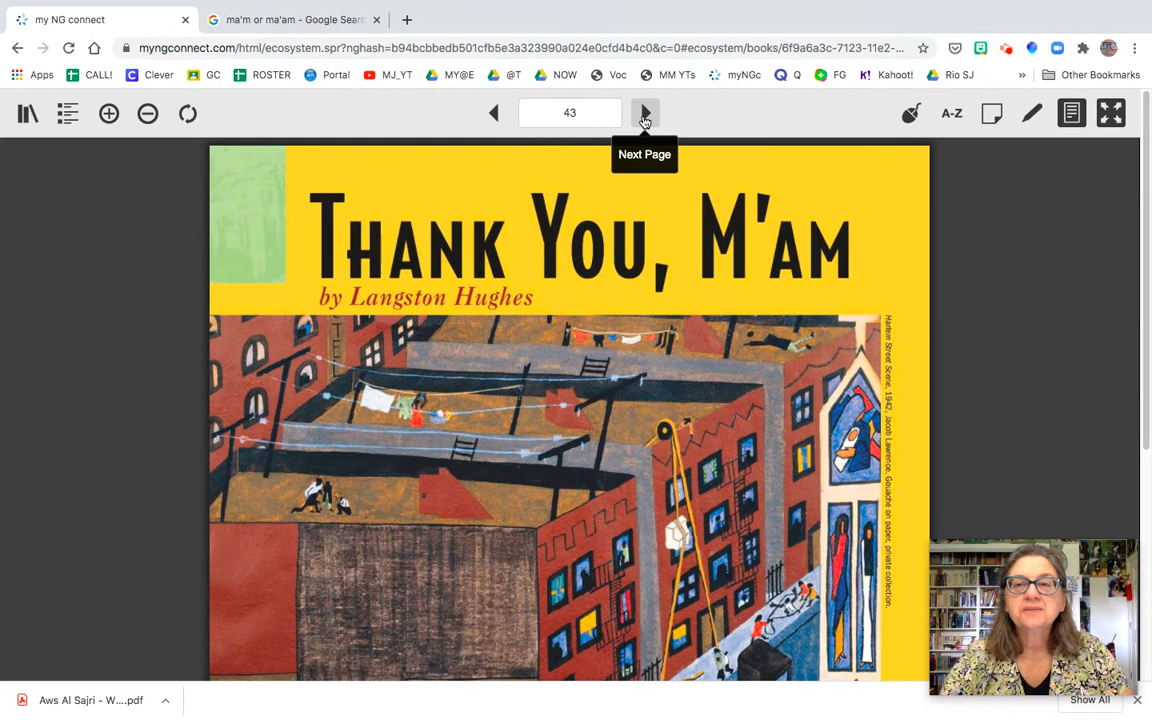 my NG connect
ma'm or ma'am - Google Sear
myngconnect.com/html/ecosystem.spr?nghash=b94bcbbedb501cfb5e3a323990a024e0cfd4b4c0&c=0#ecosystem/books/6f9a6a3c-7123-11e2-...
Apps CALL! Clever GC ROSTER Portal MJ_YT MY@E @T NOW Voc MM YTs myNGc Q FG Kahoot! Rio SJ » Other Bookmarks
43
A-Z
Next Page
THANK YOU, M'AM
by Langston Hughes
Harlem Street Scene, 1942, Jacob Lawrence. Gouache on paper, private collection.
Aws Al Sajri - W....pdf
Show All